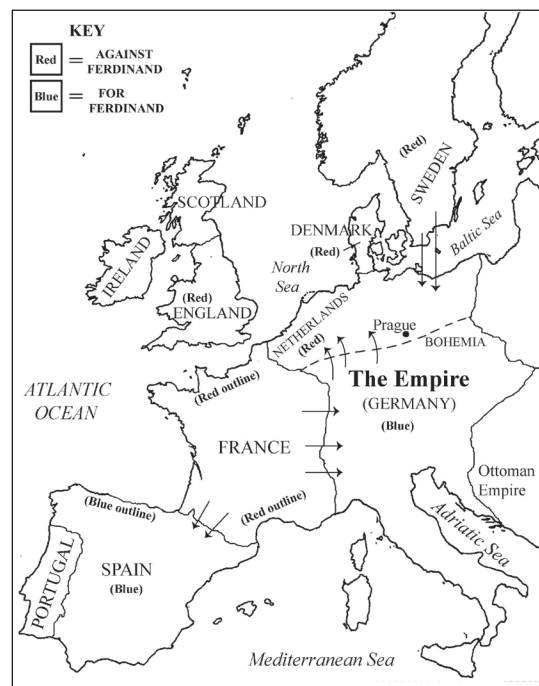 KEY
Red = AGAINST
FERDINAND
Blue = FOR
FERDINAND
SCOTLAND
IRELAND
(Red)
ENGLAND
(Red)
SWEDEN
DENMARK
(Red)
Baltic Sea
North
Sea
NETHERLANDS
(Red)
Prague
BOHEMIA
ATLANTIC
OCEAN
(Red outline)
The Empire
(GERMANY)
(Blue)
FRANCE
Ottoman
Empire
(Blue outline)
(Red outline)
Adriatic Sea
PORTUGAL
SPAIN
(Blue)
Mediterranean Sea